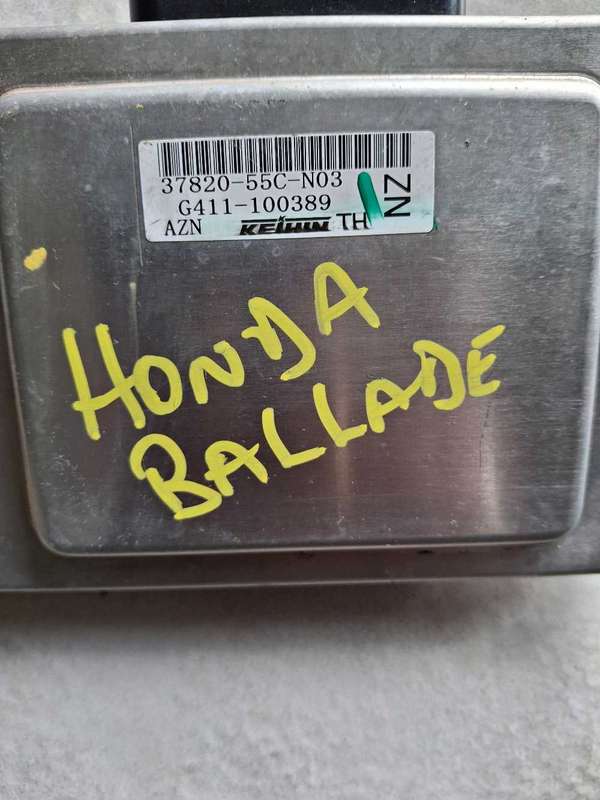 37820-55C-N03
G411-100389
AZN KEIHIN TH
NZ
HONDA
BALLADE